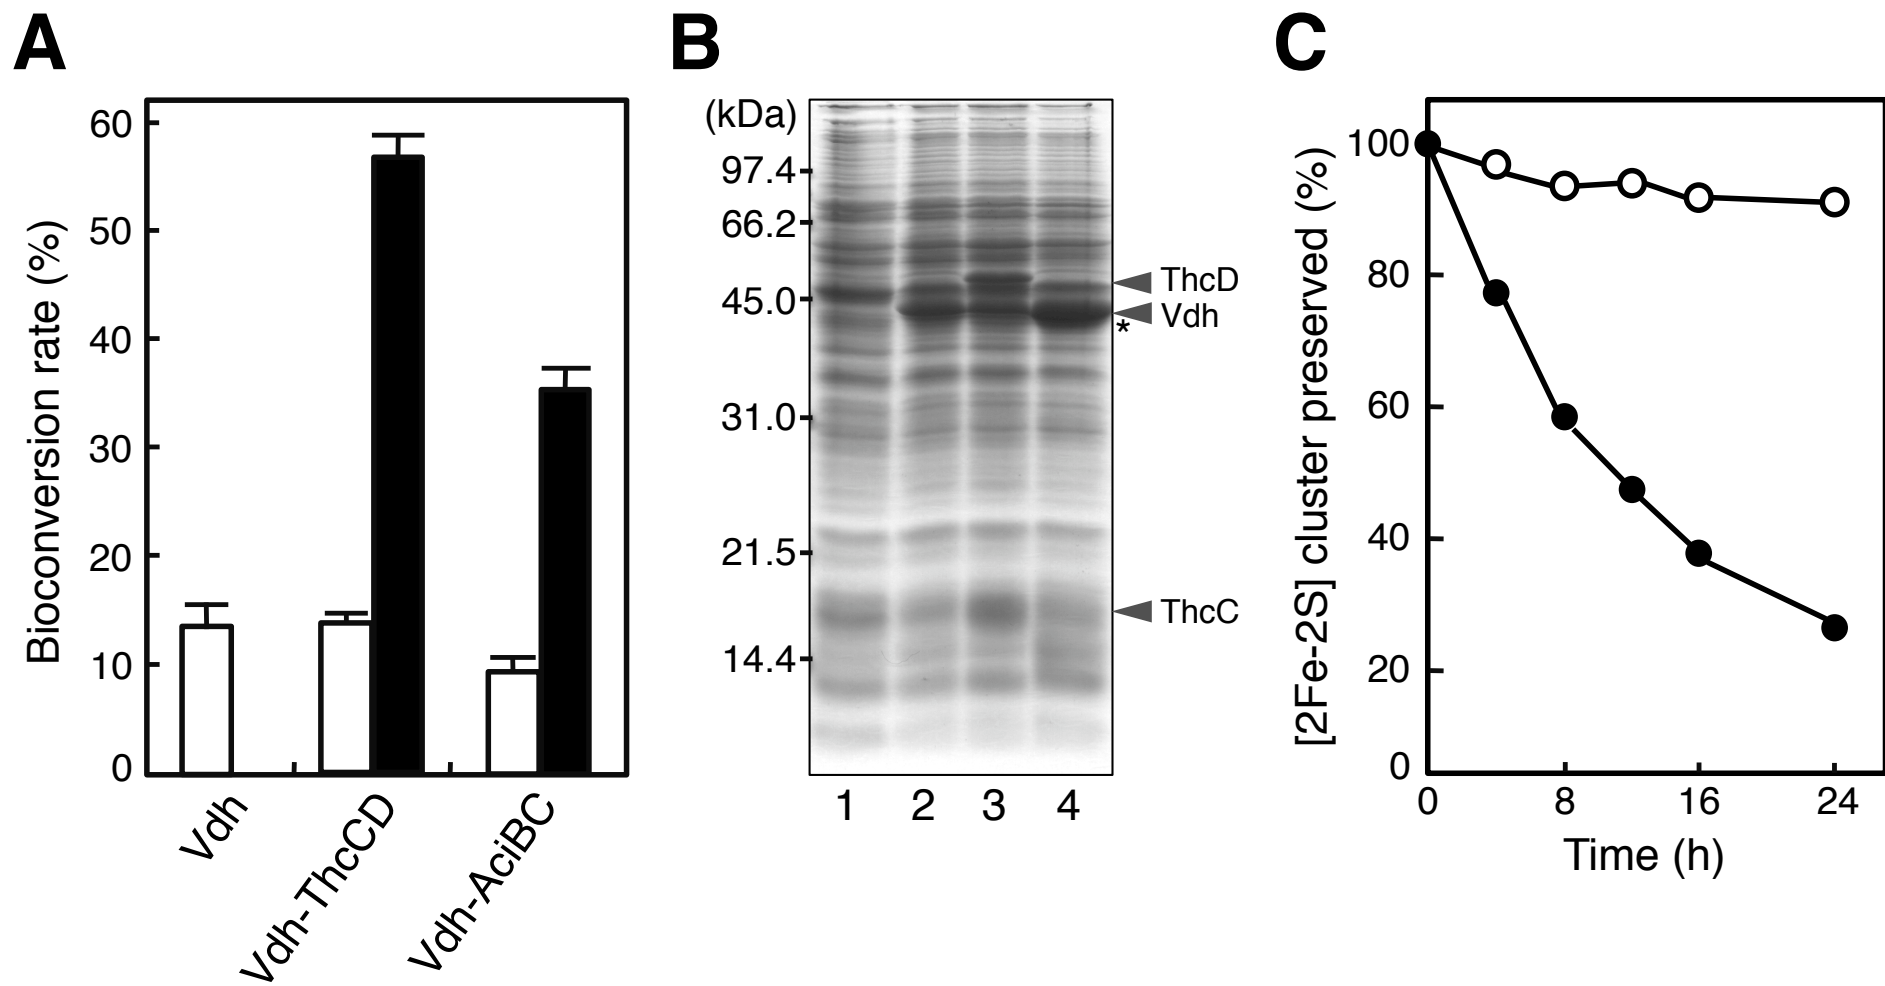 A
Bioconversion rate (%)
60
50
40
30
20
10
0
Vdh
Vdh-ThcCD
Vdh-AciBC
B
(kDa)
97.4
66.2
45.0
31.0
21.5
14.4
ThcD
Vdh
*
ThcC
1 2 3 4
C
[2Fe-2S] cluster preserved (%)
100
80
60
40
20
0
0 8 16 24
Time (h)